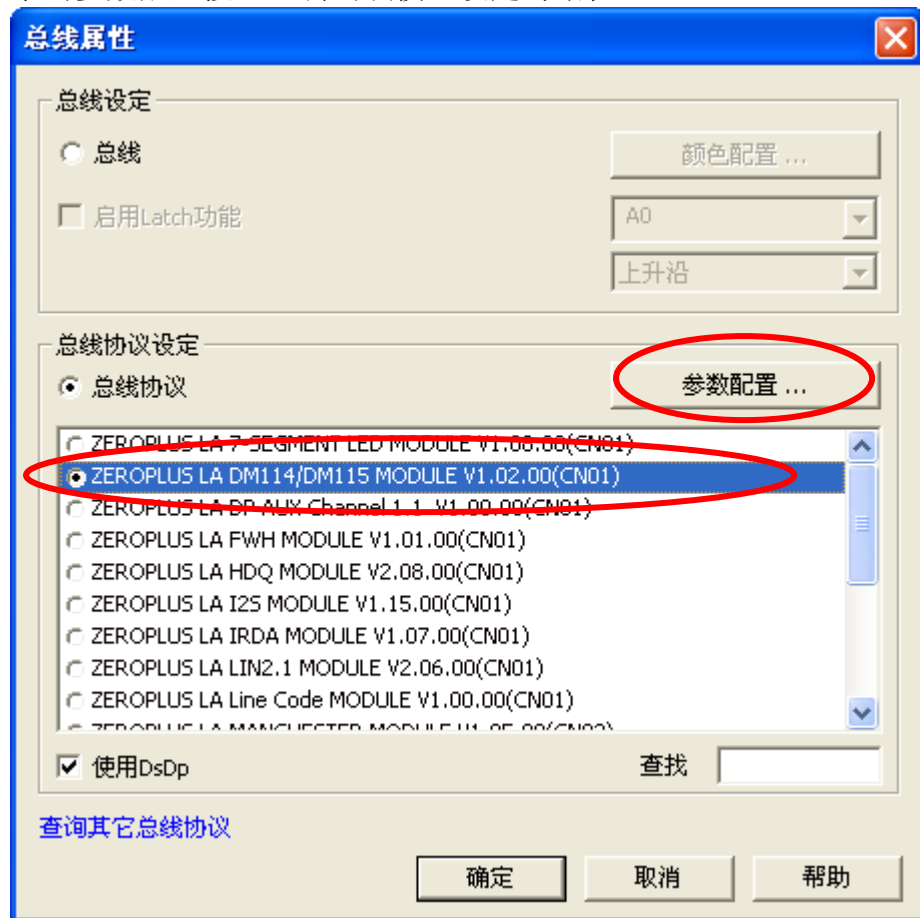 总线属性
总线设定
总线
颜色配置 ...
启用Latch功能
A0
上升沿
总线协议设定
总线协议
参数配置 ...
ZEROPLUS LA 7-SEGMENT LED MODULE V1.00.00(CN01)
ZEROPLUS LA DM114/DM115 MODULE V1.02.00(CN01)
ZEROPLUS LA DP AUX Channel 1.1 V1.00.00(CN01)
ZEROPLUS LA FWH MODULE V1.01.00(CN01)
ZEROPLUS LA HDQ MODULE V2.08.00(CN01)
ZEROPLUS LA I2S MODULE V1.15.00(CN01)
ZEROPLUS LA IRDA MODULE V1.07.00(CN01)
ZEROPLUS LA LIN2.1 MODULE V2.06.00(CN01)
ZEROPLUS LA Line Code MODULE V1.00.00(CN01)
ZEROPLUS LA MANCHESTER MODULE
使用DsDp
查找
查询其它总线协议
确定
取消
帮助